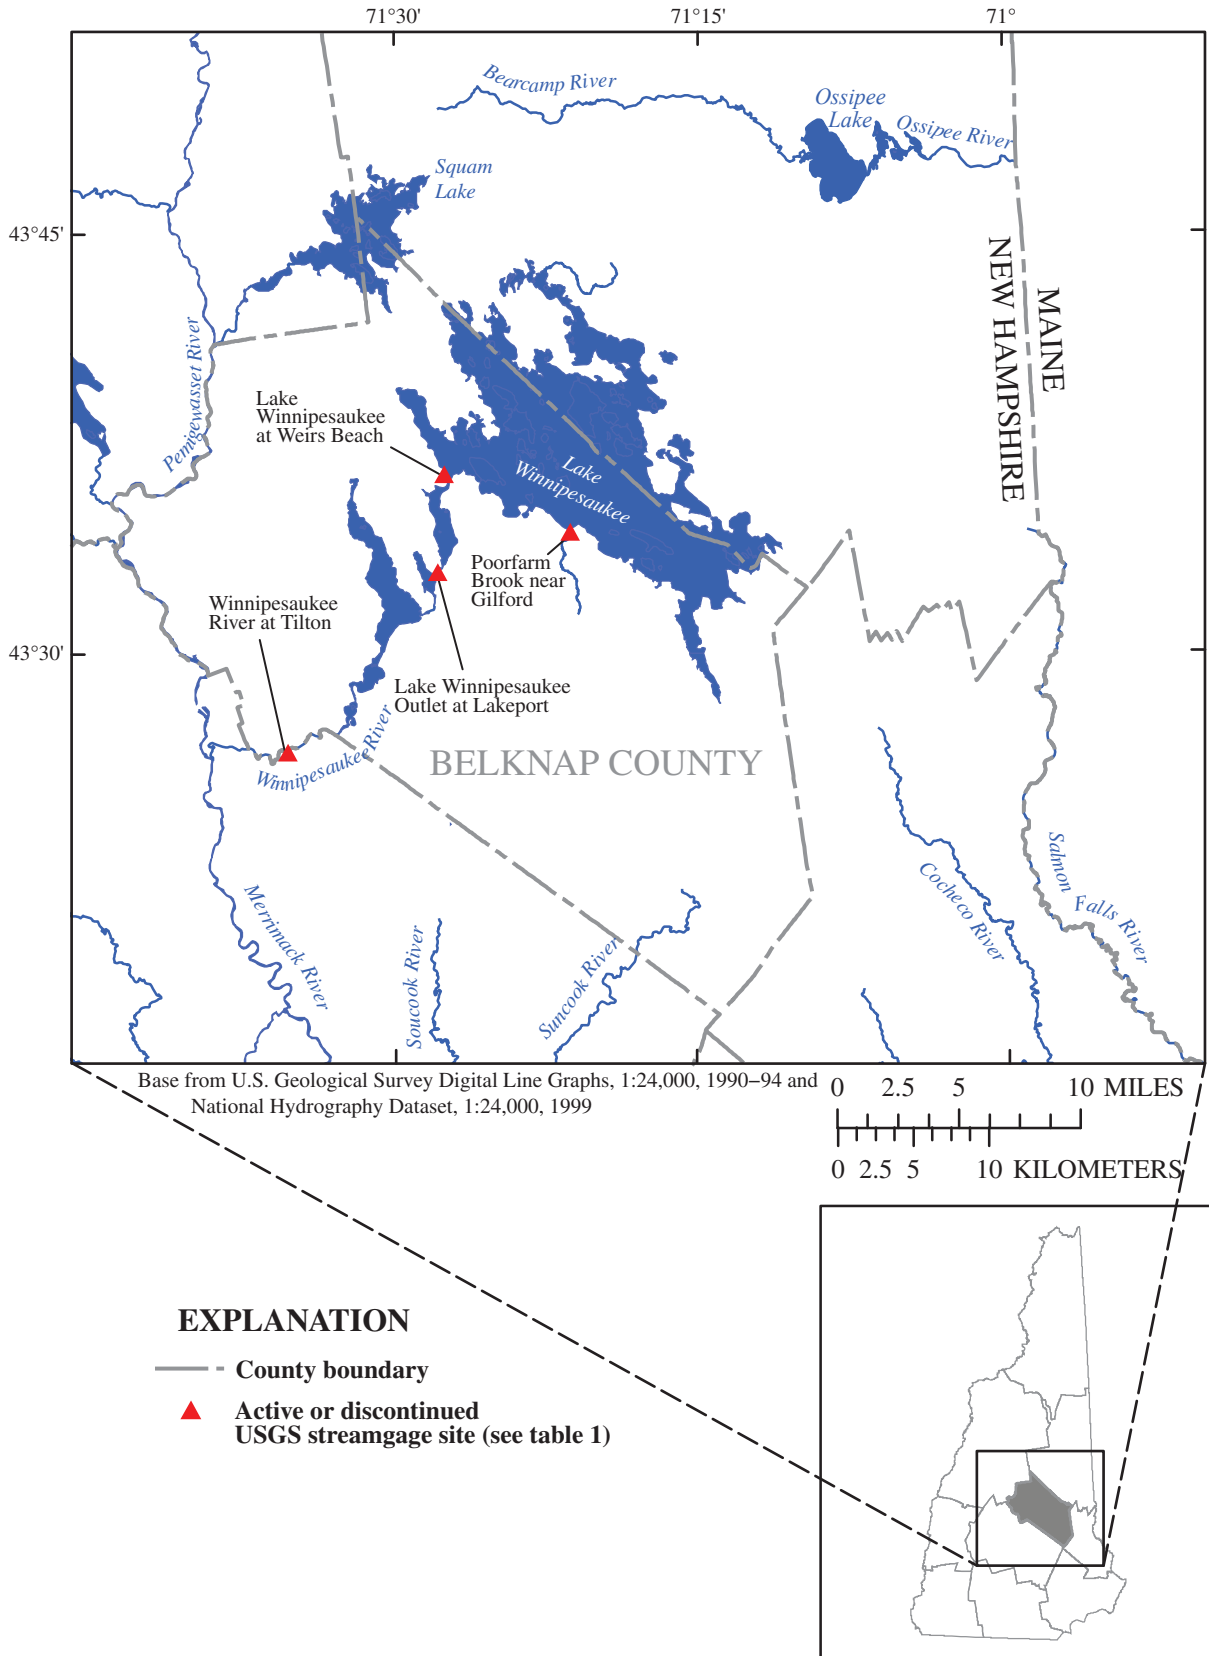 71°30'
71°15'
71°
Bearcamp River
Ossipee
Lake
Ossipee River
Squam
Lake
43°45'
MAINE
NEW HAMPSHIRE
Pemigewasset River
Lake
Winnipesaukee
at Weirs Beach
Lake
Winnipesaukee
Poorfarm
Brook near
Gilford
Winnipesaukee
River at Tilton
43°30'
Lake Winnipesaukee
Outlet at Lakeport
Winnipesaukee River
BELKNAP COUNTY
Salmon
Falls River
Cocheco River
Merrimack River
Soucook River
Suncook River
Base from U.S. Geological Survey Digital Line Graphs, 1:24,000, 1990–94 and
National Hydrography Dataset, 1:24,000, 1999
0 2.5 5 10 MILES
0 2.5 5 10 KILOMETERS
EXPLANATION
County boundary
Active or discontinued
USGS streamgage site (see table 1)